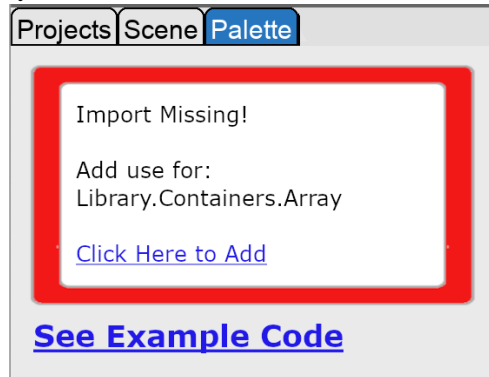 Projects Scene Palette
Import Missing!
Add use for:
Library.Containers.Array
Click Here to Add
See Example Code